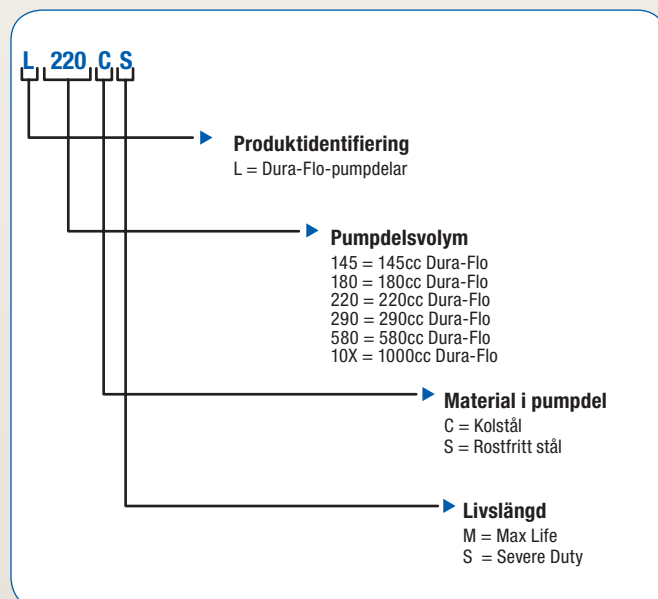 L 220 C S
Produktidentifiering
L = Dura-Flo-pumpdelar
Pumpdelsvolym
145 = 145cc Dura-Flo
180 = 180cc Dura-Flo
220 = 220cc Dura-Flo
290 = 290cc Dura-Flo
580 = 580cc Dura-Flo
10X = 1000cc Dura-Flo
Material i pumpdel
C = Kolstål
S = Rostfritt stål
Livslängd
M = Max Life
S = Severe Duty